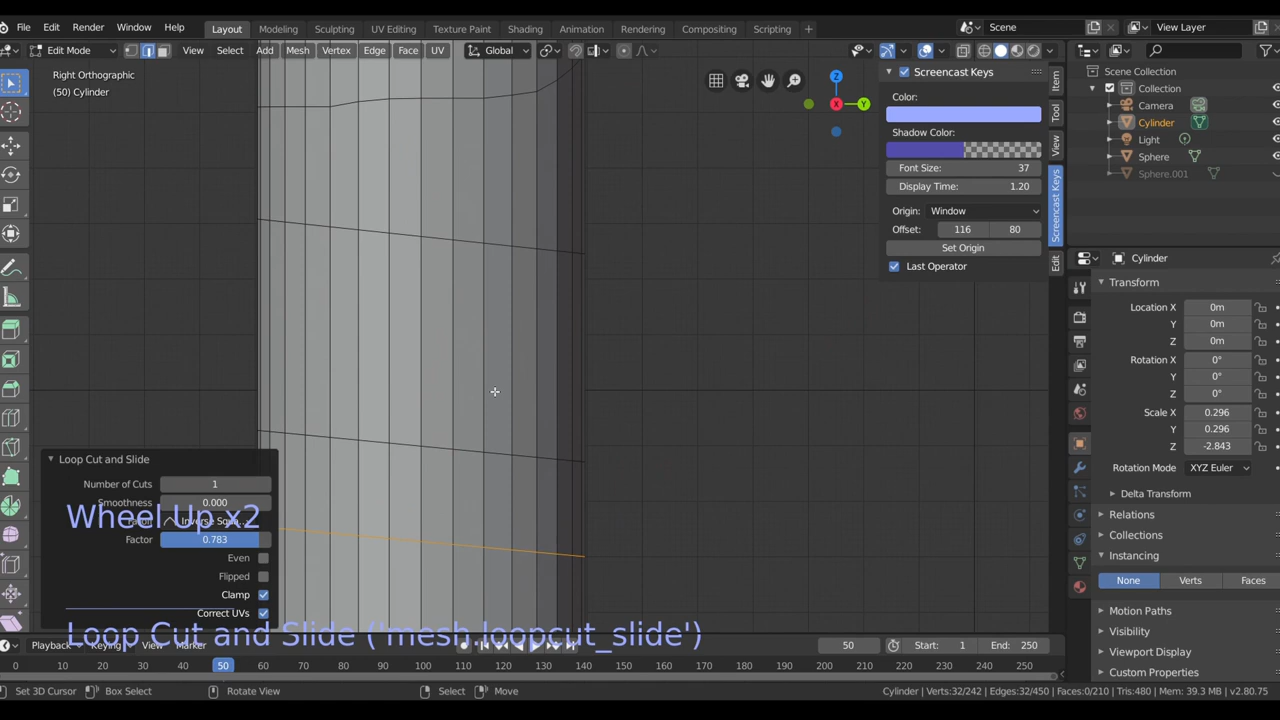 File Edit Render Window Help Layout Modeling Sculpting UV Editing Texture Paint Shading Animation Rendering Compositing Scripting + Scene View Layer
Edit Mode View Select Add Mesh Vertex Edge Face UV Global
Right Orthographic
(50) Cylinder
Z
X
Y
Screencast Keys
Color:
Shadow Color:
Font Size: 37
Display Time: 1.20
Origin: Window
Offset: 116 80
Set Origin
Last Operator
Item
Tool
View
Screencast Keys
Edit
Scene Collection
Collection
Camera
Cylinder
Light
Sphere
Sphere.001
Cylinder
Transform
Location X 0m
Y 0m
Z 0m
Rotation X 0°
Y 0°
Z 0°
Scale X 0.296
Y 0.296
Z -2.843
Rotation Mode XYZ Euler
Delta Transform
Relations
Collections
Instancing
None Verts Faces
Motion Paths
Visibility
Viewport Display
Custom Properties
Loop Cut and Slide
Number of Cuts 1
Smoothness 0.000
Wheel Up x2
Factor 0.783
Even
Flipped
Clamp
Correct UVs
Loop Cut and Slide ('mesh.loopcut_slide')
Playback Keying View Marker 50 Start: 1 End: 250
0 10 20 30 40 50 60 70 80 90 100 110 120 130 140 150 160 170 180 190 200 210 220 230 240 250
Set 3D Cursor Box Select Rotate View Select Move Cylinder | Verts:32/242 | Edges:32/450 | Faces:0/210 | Tris:480 | Mem: 39.3 MB | v2.80.75